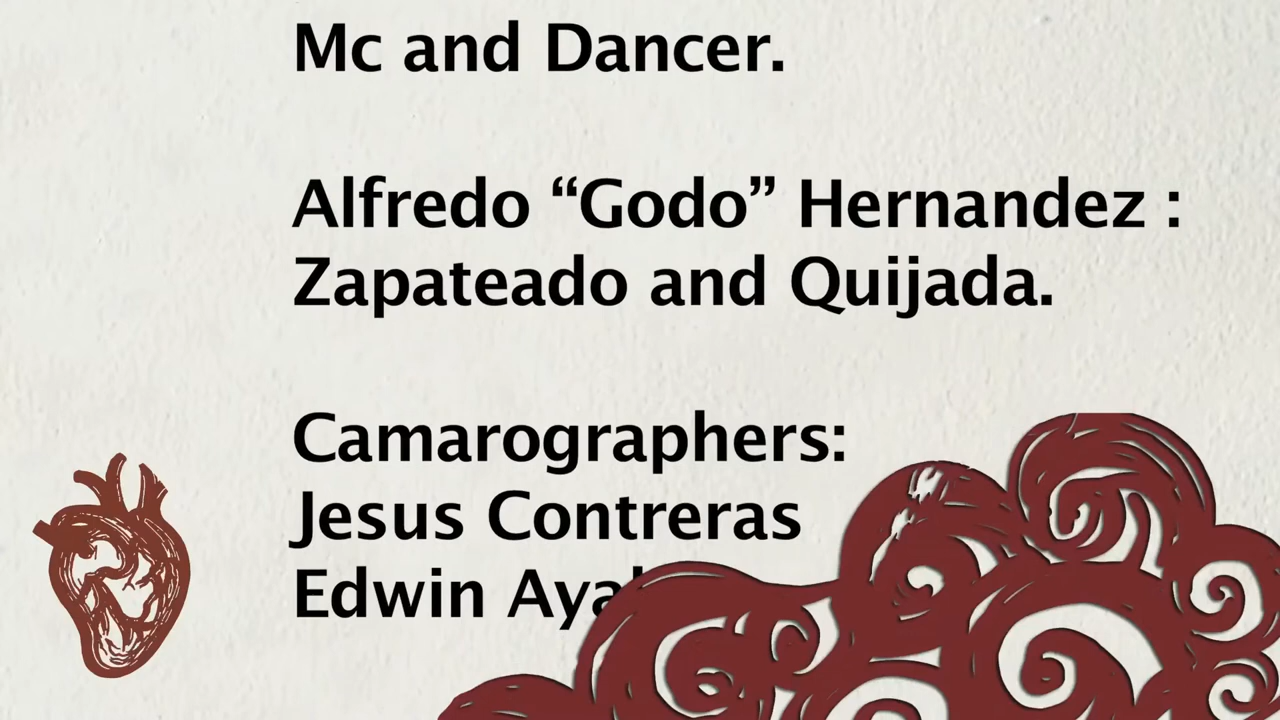 Mc and Dancer.
Alfredo “Godo” Hernandez :
Zapateado and Quijada.
Camarographers:
Jesus Contreras
Edwin